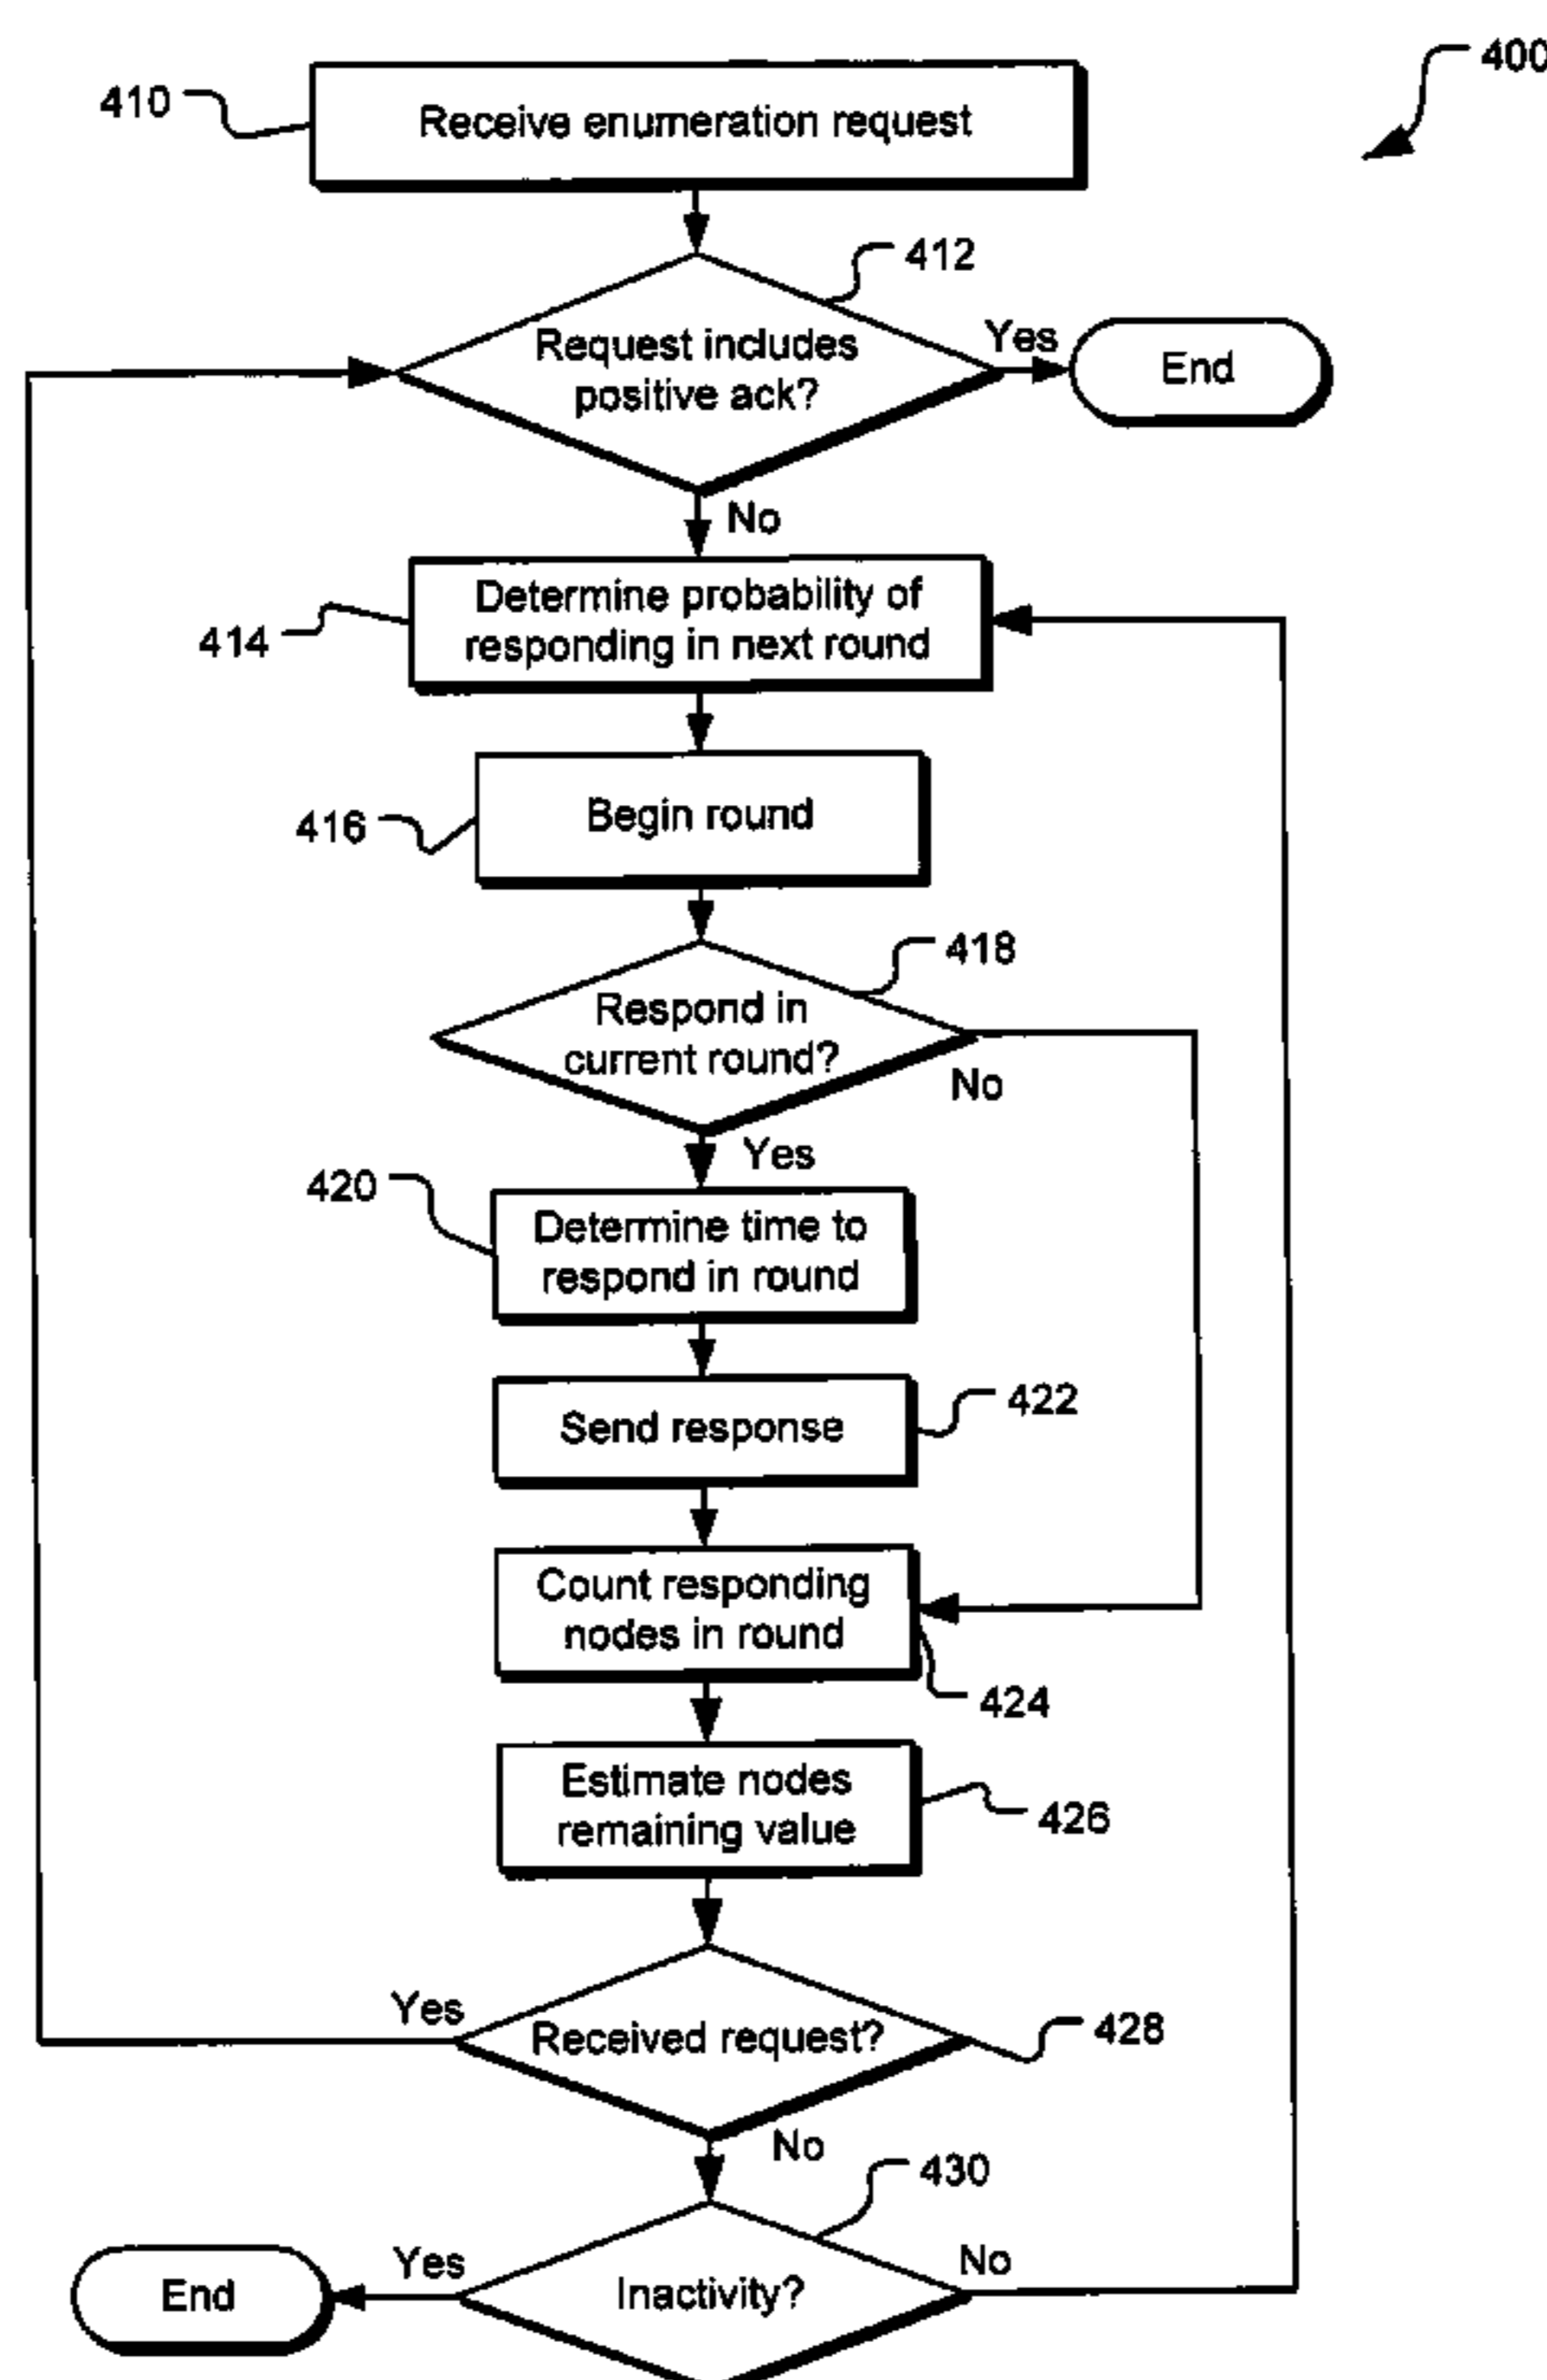 400
410
Receive enumeration request
412
Request includes
positive ack?
Yes
End
No
414
Determine probability of
responding in next round
416
Begin round
418
Respond in
current round?
No
Yes
420
Determine time to
respond in round
Send response
422
Count responding
nodes in round
424
Estimate nodes
remaining value
426
Yes
Received request?
428
No
430
End
Yes
Inactivity?
No